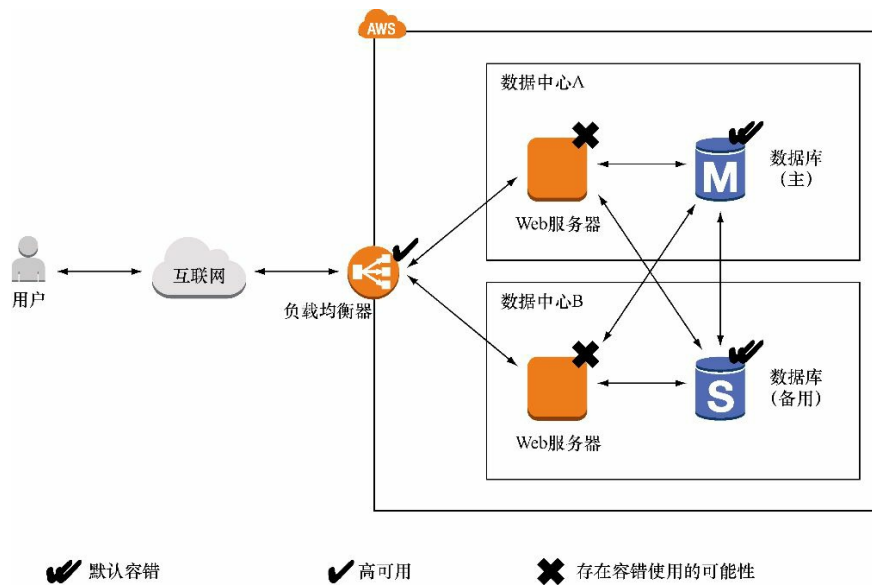 AWS
数据中心A
数据库
(主)
Web服务器
M
用户
互联网
负载均衡器
数据中心B
数据库
(备用)
Web服务器
S
默认容错
高可用
存在容错使用的可能性